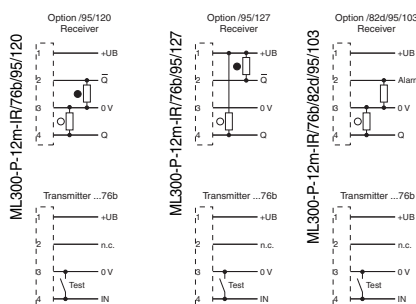 ML300-P-12m-IR/76b/95/120
Option /95/120
Receiver
1 +UB
2 Q̅
3 0 V
4 Q
Transmitter ...76b
1 +UB
2 n.c.
3 0 V
Test
4 IN
ML300-P-12m-IR/76b/95/127
Option /95/127
Receiver
1 +UB
2 Q̅
3 0 V
4 Q
Transmitter ...76b
1 +UB
2 n.c.
3 0 V
Test
4 IN
ML300-P-12m-IR/76b/82d/95/103
Option /82d/95/103
Receiver
1 +UB
2 Alarm
3 0 V
4 Q
Transmitter ...76b
1 +UB
2 n.c.
3 0 V
Test
4 IN